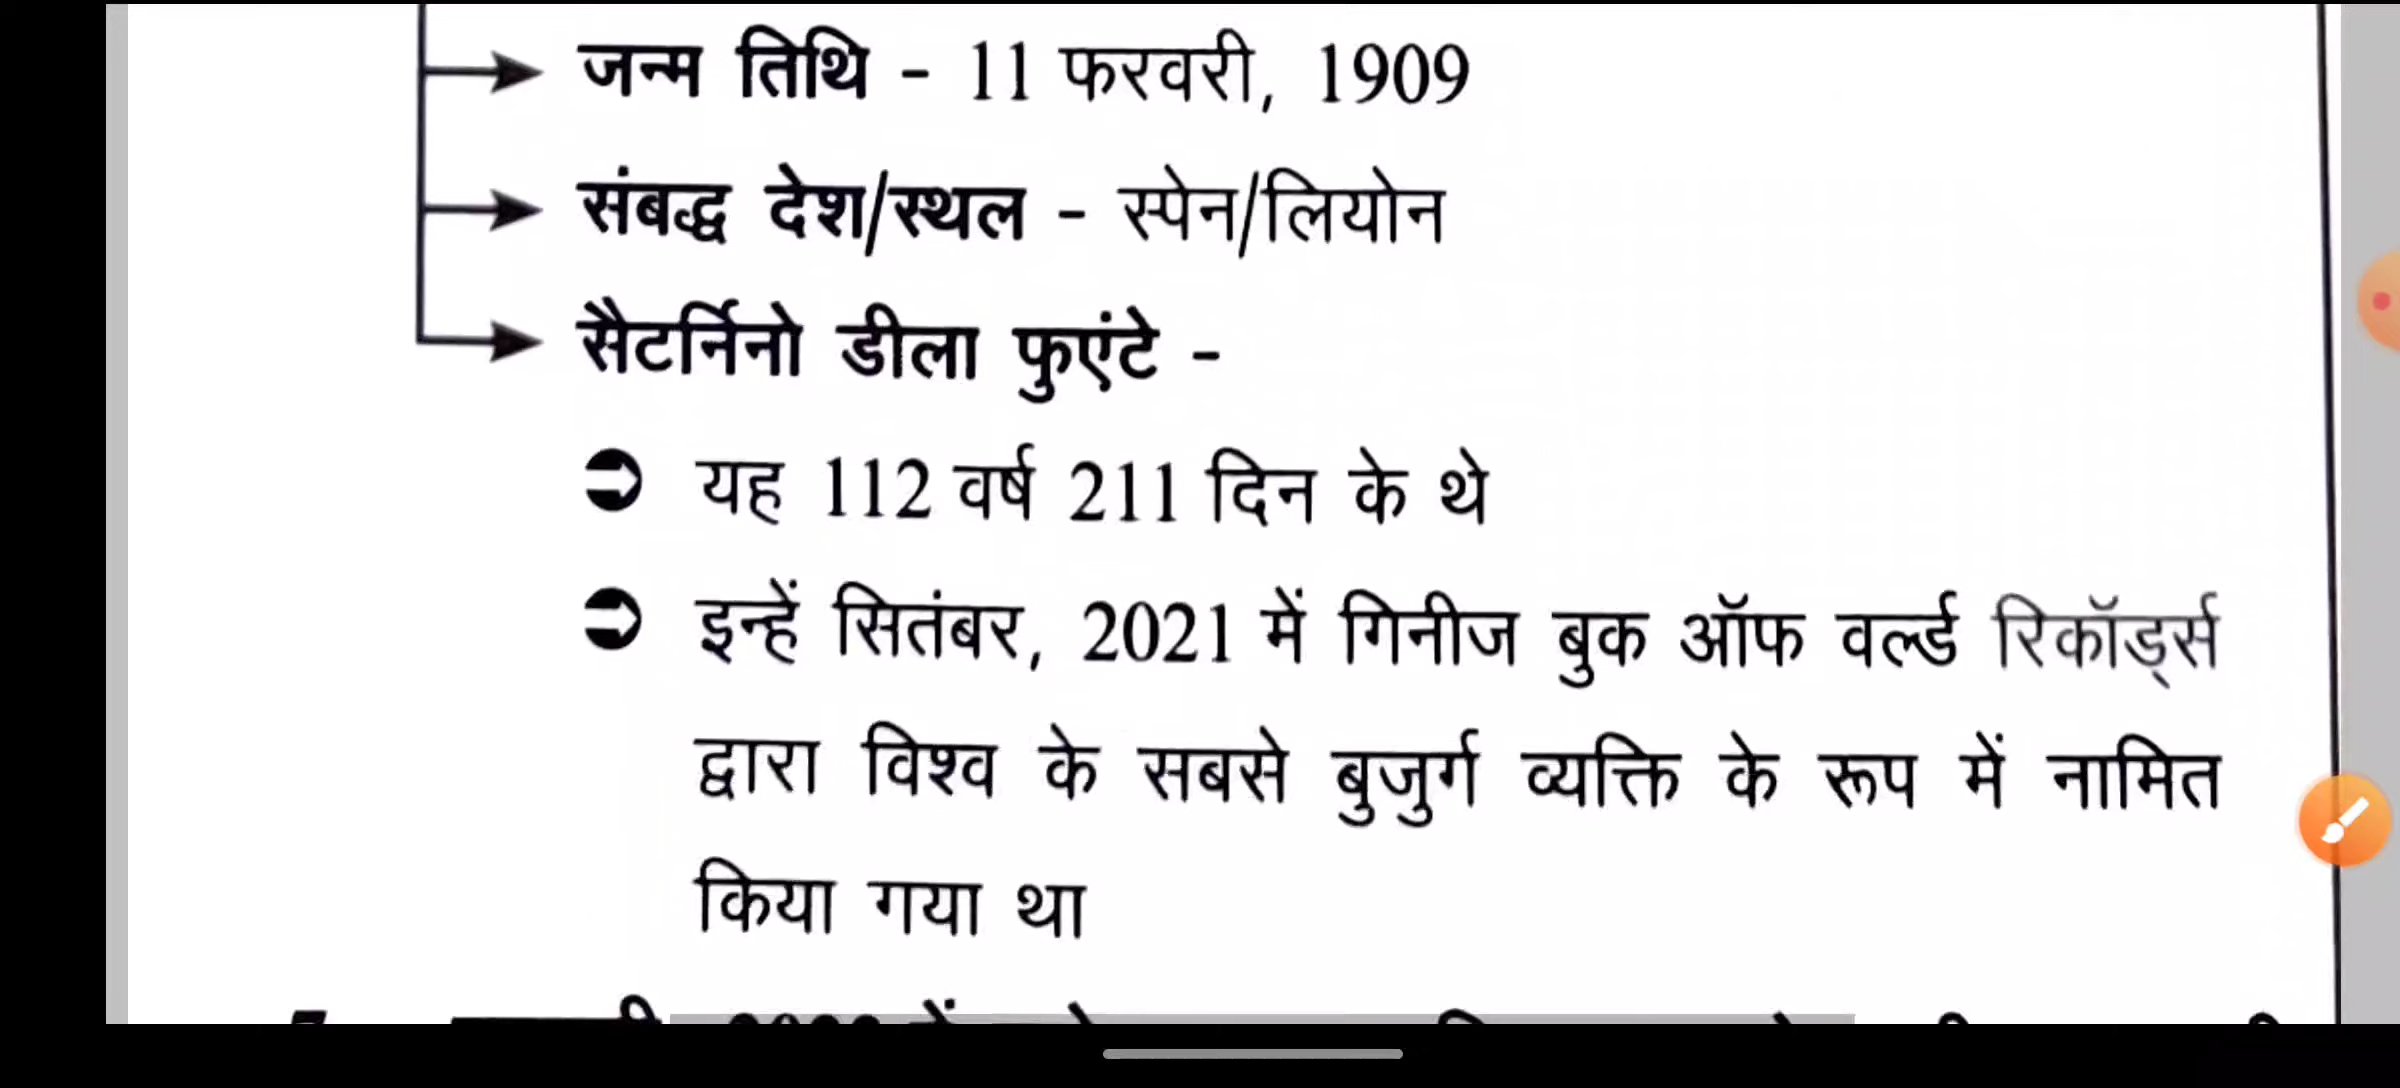 जन्म तिथि - 11 फरवरी, 1909
संबद्ध देश/स्थल - स्पेन/लियोन
सैटर्निनो डीला फुएंटे -
यह 112 वर्ष 211 दिन के थे
इन्हें सितंबर, 2021 में गिनीज बुक ऑफ वर्ल्ड रिकॉर्ड्स
द्वारा विश्व के सबसे बुजुर्ग व्यक्ति के रूप में नामित
किया गया था